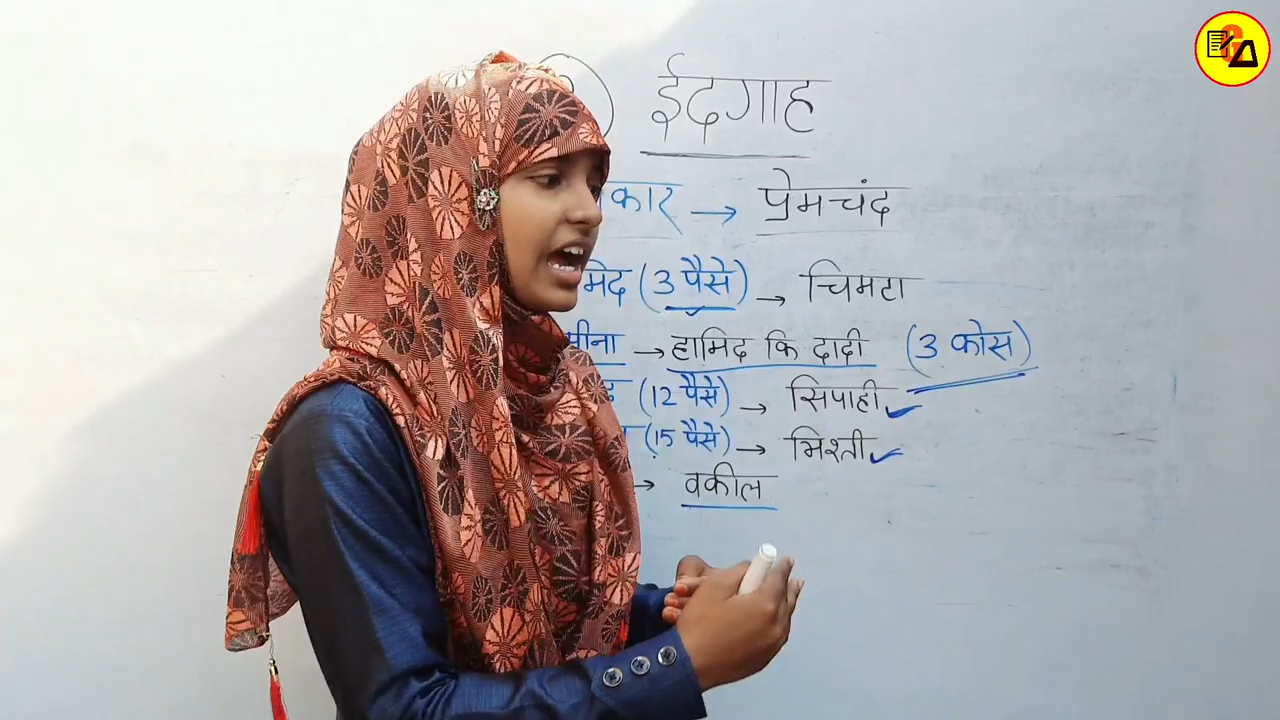 ईदगाह
कार → प्रेमचंद
मिद (3 पैसे) → चिमटा
मीना → हामिद कि दादी (3 कोस)
(12 पैसे) → सिपाही
(15 पैसे) → भिश्ती
→ वकील